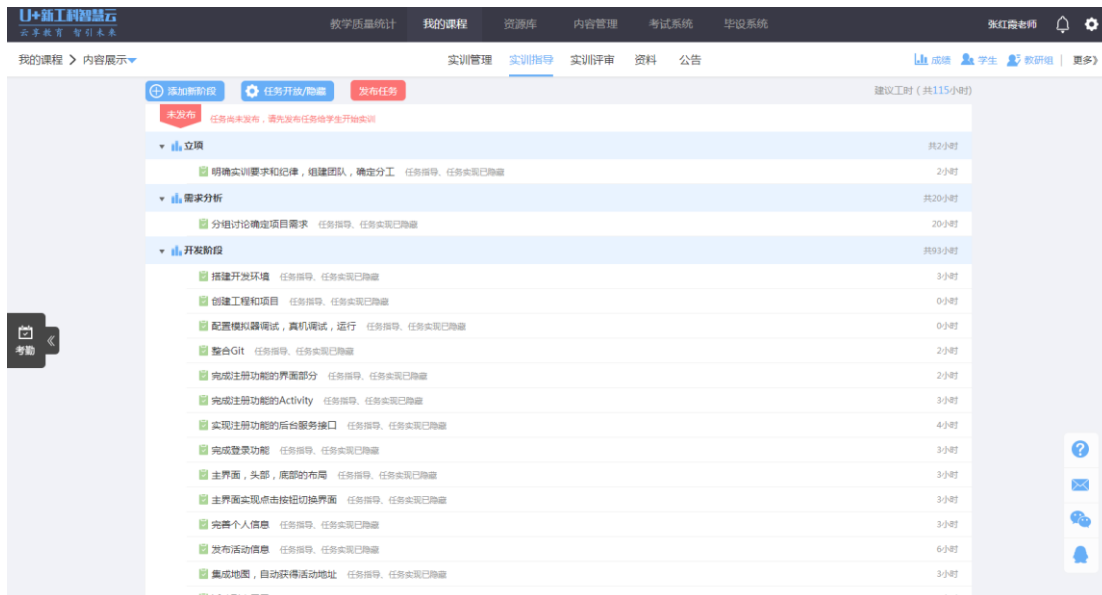 U+新工科智慧云
云享教育 智引未来
教学质量统计 我的课程 资源库 内容管理 考试系统 毕设系统 张红霞老师
我的课程 > 内容展示 实训管理 实训指导 实训评审 资料 公告 成绩 学生 教研组 更多》
添加新阶段 任务开放/隐藏 发布任务 建议工时 ( 共115小时)
未发布 任务尚未发布，请先发布任务给学生开始实训
立项 共2小时
明确实训要求和纪律，组建团队，确定分工 任务指导、任务实现已隐藏 2小时
需求分析 共20小时
分组讨论确定项目需求 任务指导、任务实现已隐藏 20小时
开发阶段 共93小时
搭建开发环境 任务指导、任务实现已隐藏 3小时
创建工程和项目 任务指导、任务实现已隐藏 0小时
配置模拟器调试，真机调试，运行 任务指导、任务实现已隐藏 0小时
整合Git 任务指导、任务实现已隐藏 2小时
完成注册功能的界面部分 任务指导、任务实现已隐藏 2小时
完成注册功能的Activity 任务指导、任务实现已隐藏 3小时
实现注册功能的后台服务接口 任务指导、任务实现已隐藏 4小时
完成登录功能 任务指导、任务实现已隐藏 3小时
主界面，头部，底部的布局 任务指导、任务实现已隐藏 3小时
主界面实现点击按钮切换界面 任务指导、任务实现已隐藏 3小时
完善个人信息 任务指导、任务实现已隐藏 3小时
发布活动信息 任务指导、任务实现已隐藏 6小时
集成地图，自动获得活动地址 任务指导、任务实现已隐藏 3小时
考勤